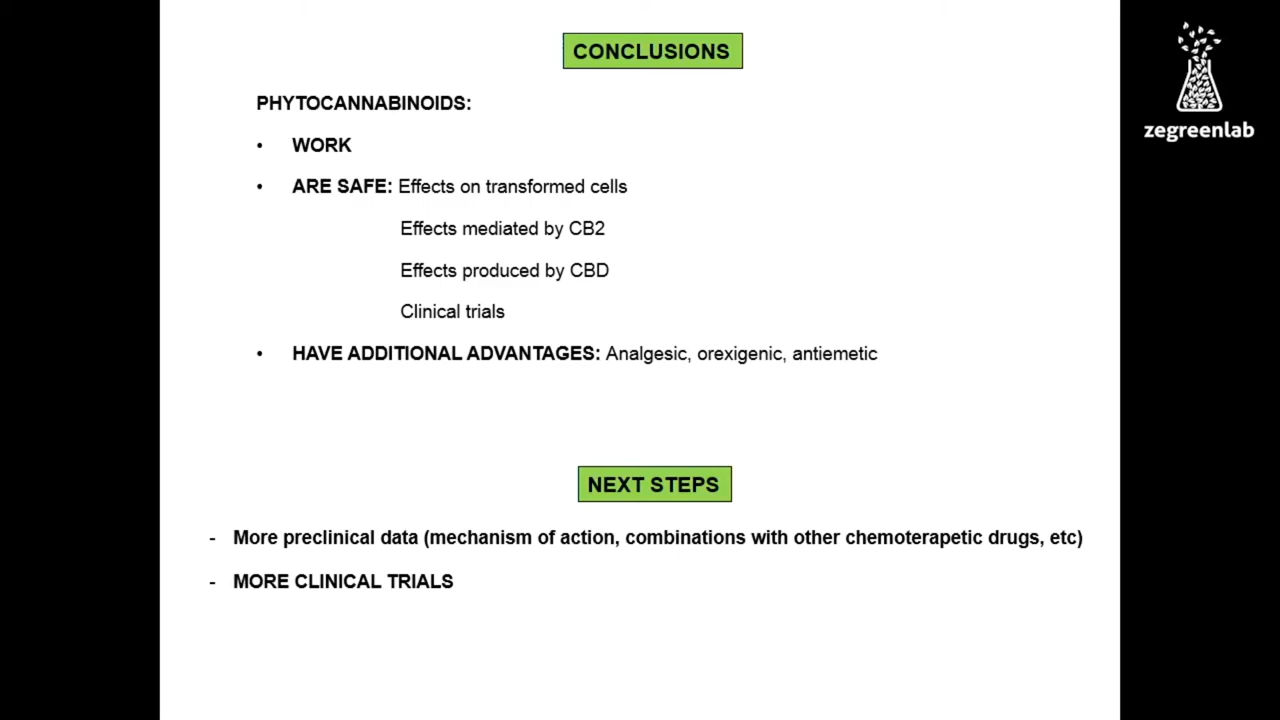 CONCLUSIONS
zegreenlab
PHYTOCANNABINOIDS:
• WORK
• ARE SAFE: Effects on transformed cells
Effects mediated by CB2
Effects produced by CBD
Clinical trials
• HAVE ADDITIONAL ADVANTAGES: Analgesic, orexigenic, antiemetic
NEXT STEPS
- More preclinical data (mechanism of action, combinations with other chemoterapetic drugs, etc)
- MORE CLINICAL TRIALS